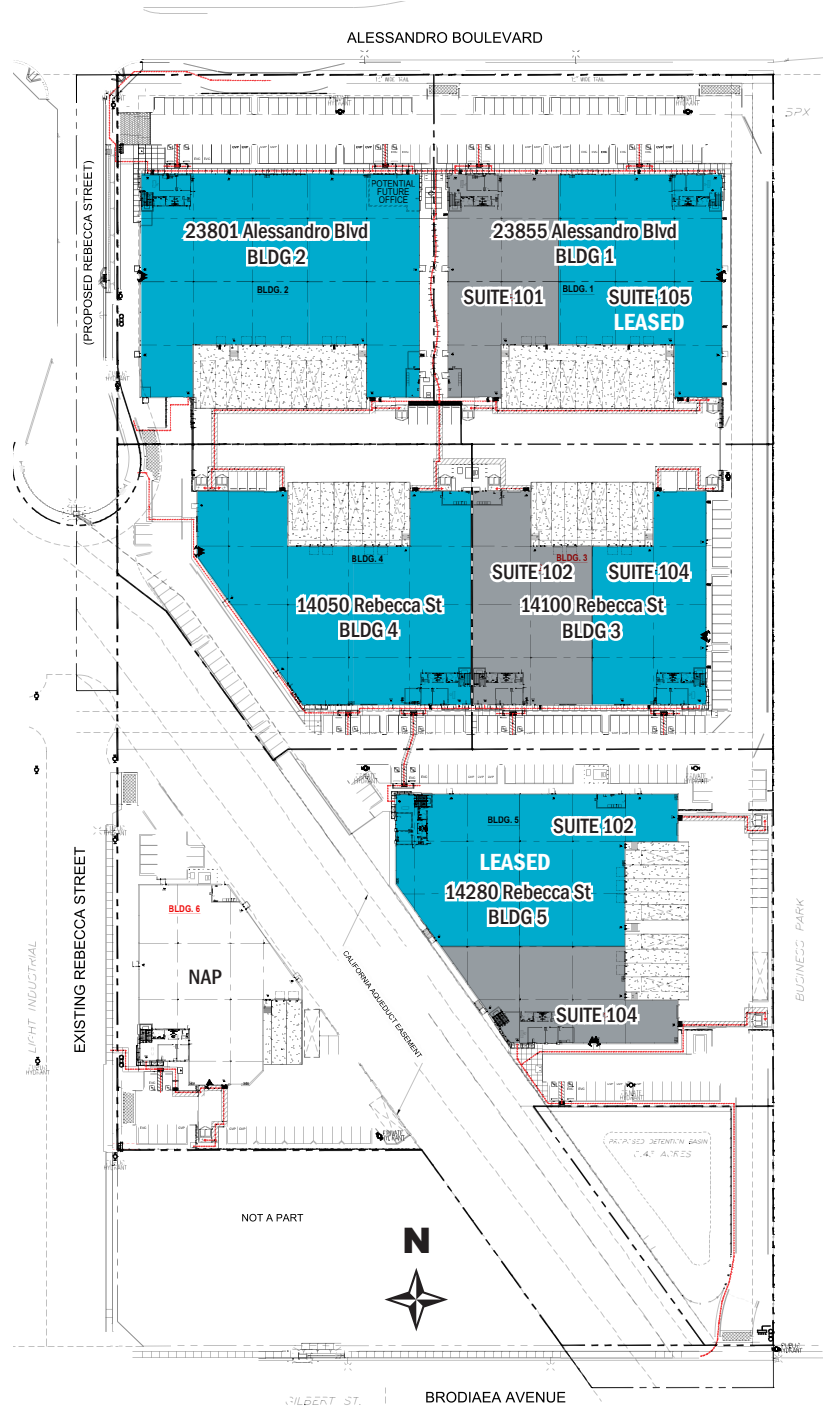 ALESSANDRO BOULEVARD
SPX
(PROPOSED REBECCA STREET)
POTENTIAL
FUTURE
OFFICE
23801 Alessandro Blvd
BLDG 2
BLDG. 2
23855 Alessandro Blvd
BLDG 1
SUITE 101
BLDG. 1
SUITE 105
LEASED
BLDG. 4
14050 Rebecca St
BLDG 4
BLDG. 3
SUITE 102
SUITE 104
14100 Rebecca St
BLDG 3
BLDG. 5
SUITE 102
LEASED
14280 Rebecca St
BLDG 5
SUITE 104
BLDG. 6
NAP
EXISTING REBECCA STREET
LIGHT INDUSTRIAL
CALIFORNIA AQUEDUCT EASEMENT
BUSINESS PARK
PROPOSED DETENTION BASIN
NOT A PART
N
GILBERT ST.
BRODIAEA AVENUE